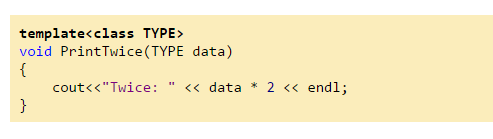 template<class TYPE>
void PrintTwice(TYPE data)
{
    cout<<"Twice: " << data * 2 << endl;
}